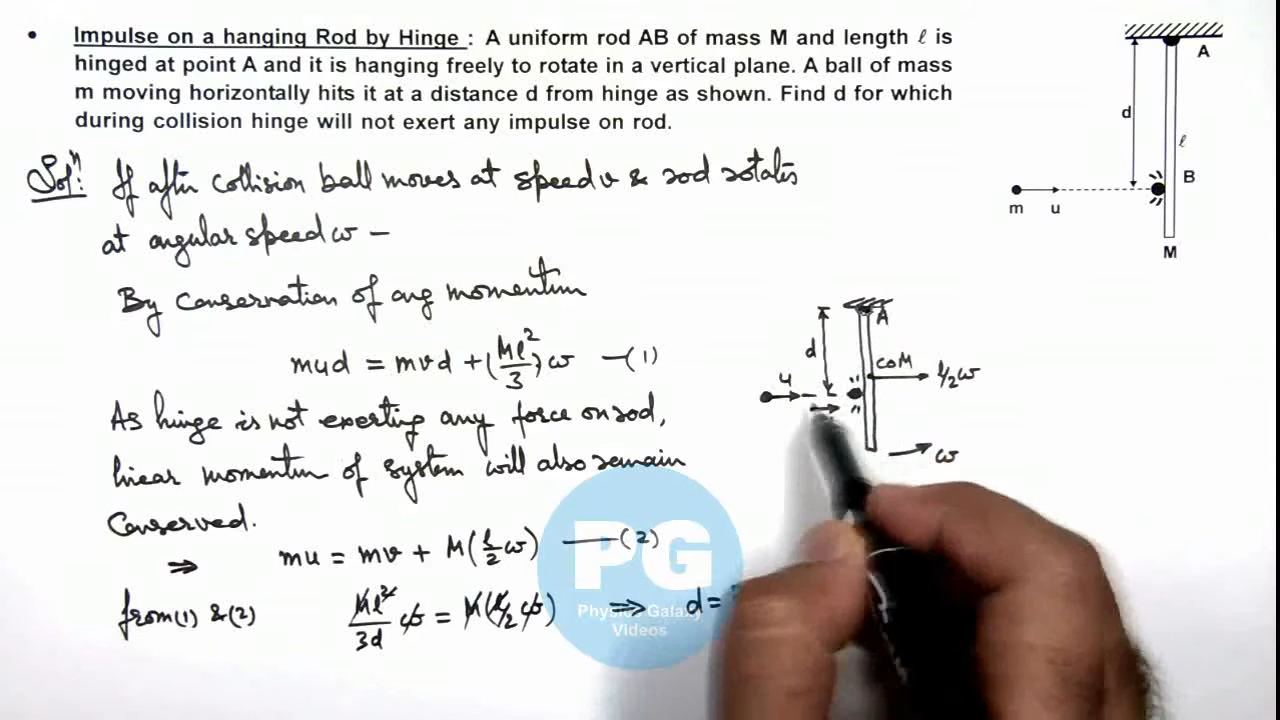 • Impulse on a hanging Rod by Hinge : A uniform rod AB of mass M and length ℓ is
hinged at point A and it is hanging freely to rotate in a vertical plane. A ball of mass
m moving horizontally hits it at a distance d from hinge as shown. Find d for which
during collision hinge will not exert any impulse on rod.
A
d
ℓ
B
m
u
M
Solⁿ: If after collision ball moves at speed v & rod rotates
at angular speed ω –
By Conservation of ang momentum
mud = mvd + (Mℓ²/3)ω —(1)
As hinge is not exerting any force on rod,
linear momentum of system will also remain
Conserved.
⇒ mu = mv + M(ℓ/2 ω) —(2)
from (1) & (2) Mℓ²/3d ω = M(ℓ/2 ω) ⇒ d =
A
d
COM
ℓ/2 ω
u
ω
PG
Physics Galaxy
Videos